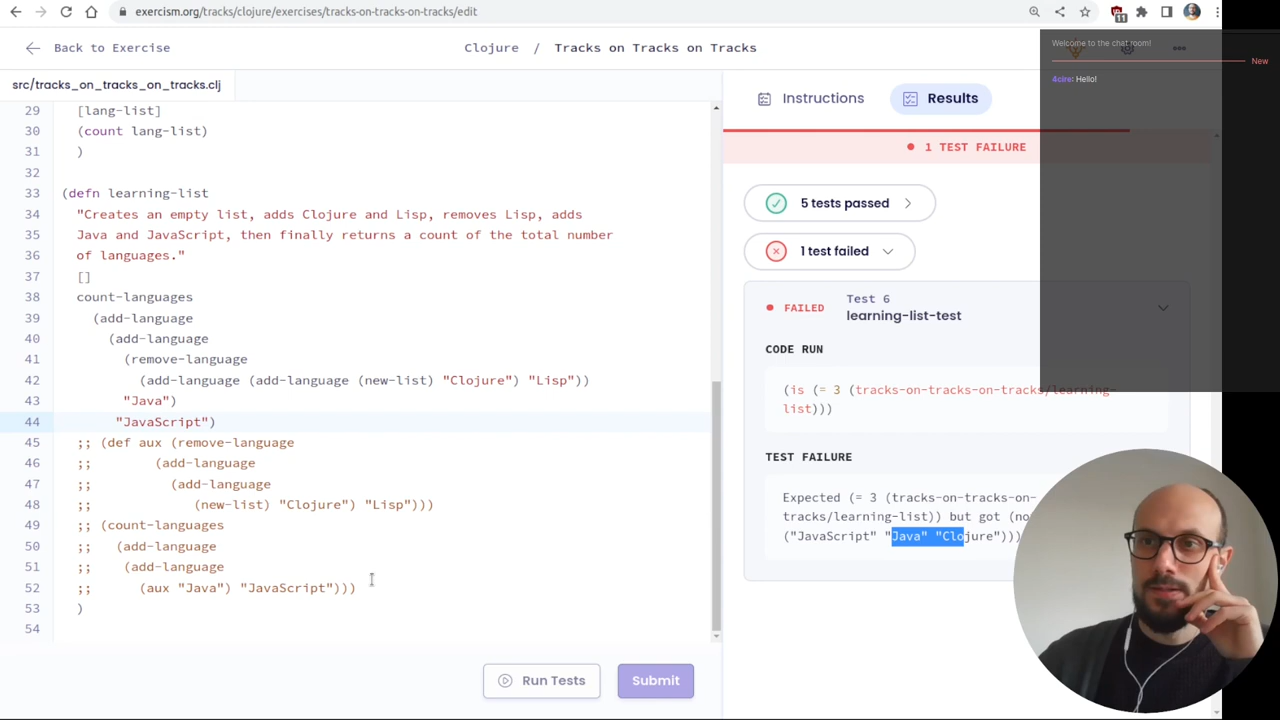 exercism.org/tracks/clojure/exercises/tracks-on-tracks-on-tracks/edit
11
Back to Exercise
Clojure / Tracks on Tracks on Tracks
Welcome to the chat room!
New
4cire: Hello!
src/tracks_on_tracks_on_tracks.clj
Instructions
Results
29 [lang-list]
30 (count lang-list)
31 )
32
33 (defn learning-list
34 "Creates an empty list, adds Clojure and Lisp, removes Lisp, adds
35 Java and JavaScript, then finally returns a count of the total number
36 of languages."
37 []
38 count-languages
39 (add-language
40 (add-language
41 (remove-language
42 (add-language (add-language (new-list) "Clojure") "Lisp"))
43 "Java")
44 "JavaScript")
45 ;; (def aux (remove-language
46 ;; (add-language
47 ;; (add-language
48 ;; (new-list) "Clojure") "Lisp")))
49 ;; (count-languages
50 ;; (add-language
51 ;; (add-language
52 ;; (aux "Java") "JavaScript")))
53 )
54
1 TEST FAILURE
5 tests passed
1 test failed
FAILED
Test 6
learning-list-test
CODE RUN
(is (= 3 (tracks-on-tracks-on-tracks/learning-
list)))
TEST FAILURE
Expected (= 3 (tracks-on-tracks-on-
tracks/learning-list)) but got
("JavaScript" "Java" "Clojure")))
Run Tests
Submit